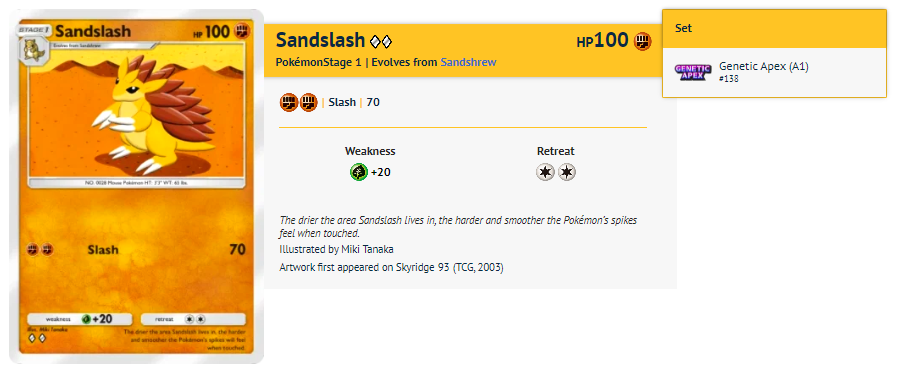 STAGE 1 Sandslash HP 100
Evolves from Sandshrew
NO. 0028 Mouse Pokémon HT: 3'3" WT: 65 lbs.
Slash 70
weakness +20 retreat
Illus. Miki Tanaka
The drier the area Sandslash lives in, the harder
and smoother the Pokémon's spikes will feel
when touched.
Sandslash HP100
PokémonStage 1 | Evolves from Sandshrew
| Slash | 70
Weakness Retreat
+20
The drier the area Sandslash lives in, the harder and smoother the Pokémon's spikes
feel when touched.
Illustrated by Miki Tanaka
Artwork first appeared on Skyridge 93 (TCG, 2003)
Set
GENETIC APEX
Genetic Apex (A1)
#138